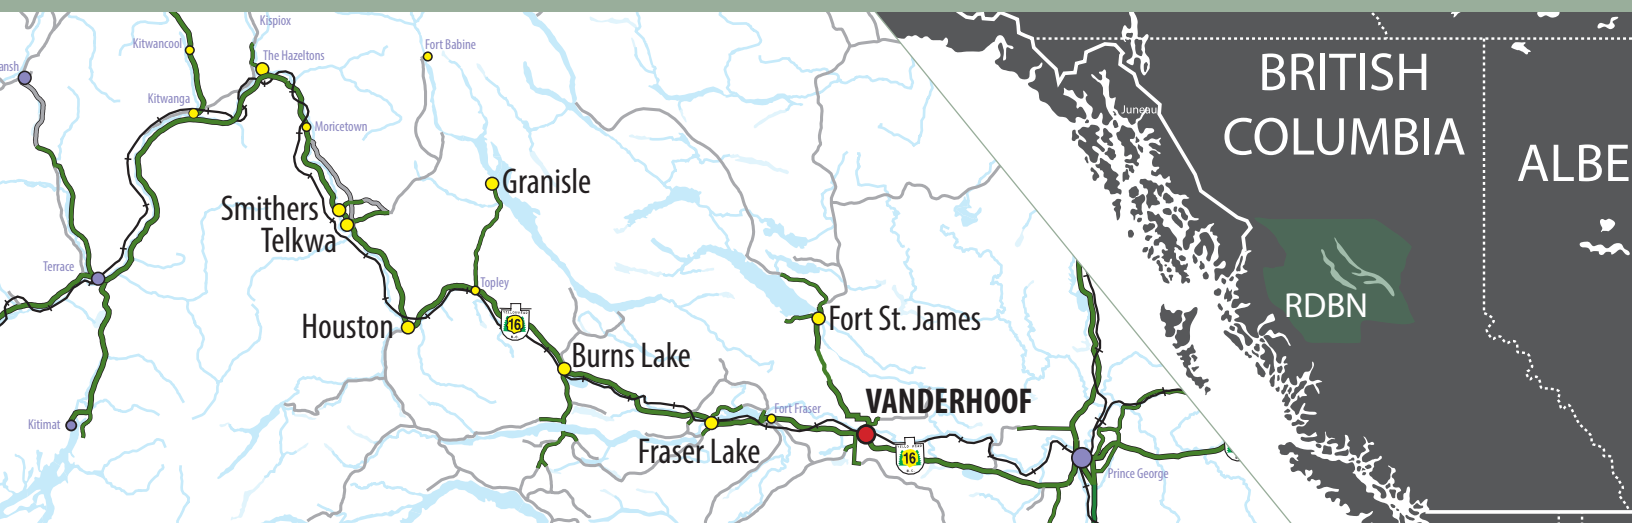 Kispiox
Kitwancool
The Hazeltons
Fort Babine
ansh
Kitwanga
Moricetown
Granisle
Smithers
Telkwa
Terrace
Topley
16
Houston
Fort St. James
Burns Lake
VANDERHOOF
Fort Fraser
Kitimat
Fraser Lake
16
Prince George
BRITISH
COLUMBIA
Juneau
ALBE
RDBN